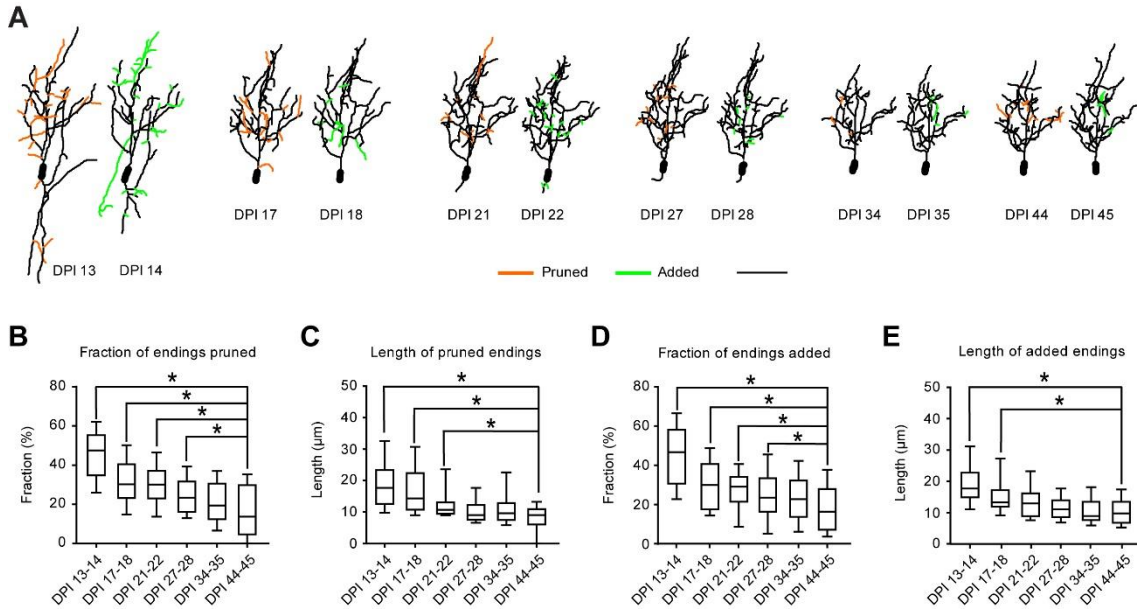 A
DPI 13 DPI 14 DPI 17 DPI 18 DPI 21 DPI 22 DPI 27 DPI 28 DPI 34 DPI 35 DPI 44 DPI 45
Pruned Added
B
Fraction of endings pruned
Fraction (%)
80
60
40
20
0
* * * *
DPI 13-14 DPI 17-18 DPI 21-22 DPI 27-28 DPI 34-35 DPI 44-45
C
Length of pruned endings
Length (µm)
50
40
30
20
10
0
* * *
DPI 13-14 DPI 17-18 DPI 21-22 DPI 27-28 DPI 34-35 DPI 44-45
D
Fraction of endings added
Fraction (%)
80
60
40
20
0
* * * *
DPI 13-14 DPI 17-18 DPI 21-22 DPI 27-28 DPI 34-35 DPI 44-45
E
Length of added endings
Length (µm)
50
40
30
20
10
0
* *
DPI 13-14 DPI 17-18 DPI 21-22 DPI 27-28 DPI 34-35 DPI 44-45